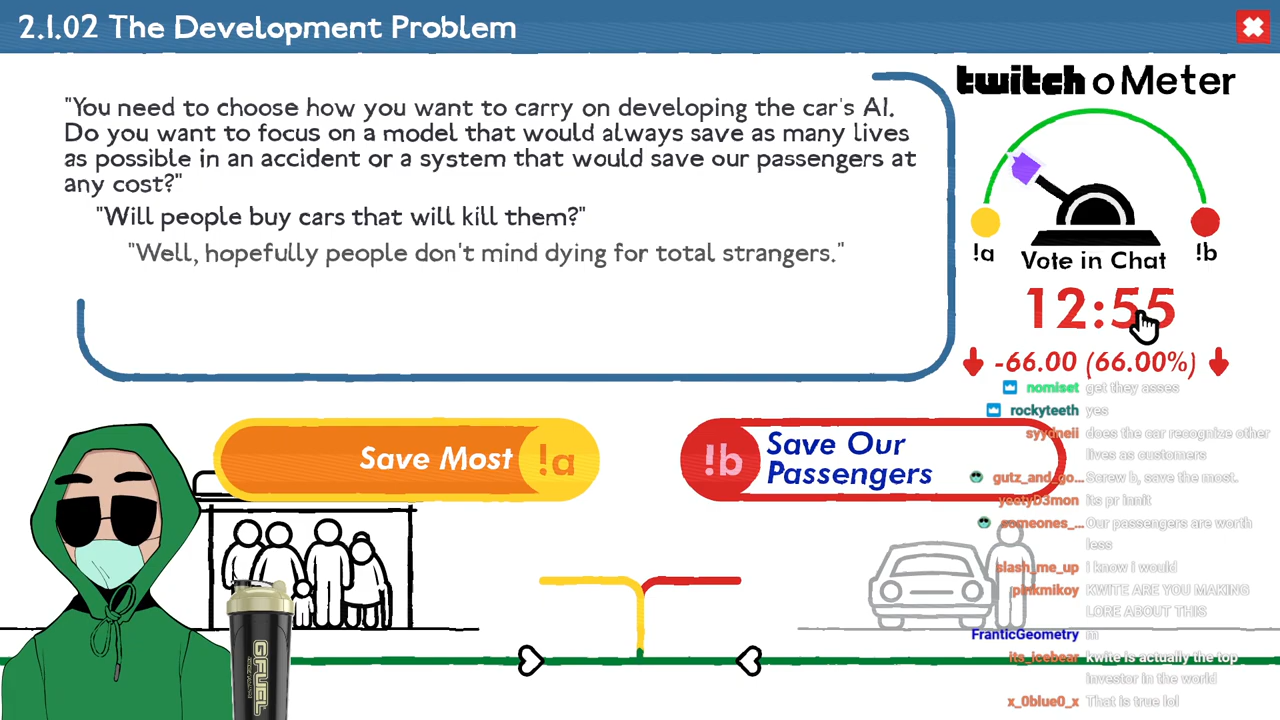 2.1.02 The Development Problem
"You need to choose how you want to carry on developing the car's AI.
Do you want to focus on a model that would always save as many lives
as possible in an accident or a system that would save our passengers at
any cost?"
"Will people buy cars that will kill them?"
"Well, hopefully people don't mind dying for total strangers."
twitch o Meter
!a
Vote in Chat
!b
12:55
-66.00 (66.00%)
Save Most !a
!b Save Our
Passengers
nomiset get they asses
rockyteeth yes
syydneii does the car recognize other
lives as customers
gutz_and_go... Screw b, save the most.
yeetyD3mon its pr innit
someones_... Our passengers are worth
less
slash_me_up i know i would
pinkmikoy KWITE ARE YOU MAKING
LORE ABOUT THIS
FranticGeometry m
its_icebear kwite is actually the top
investor in the world
x_0blue0_x That is true lol
GFUEL